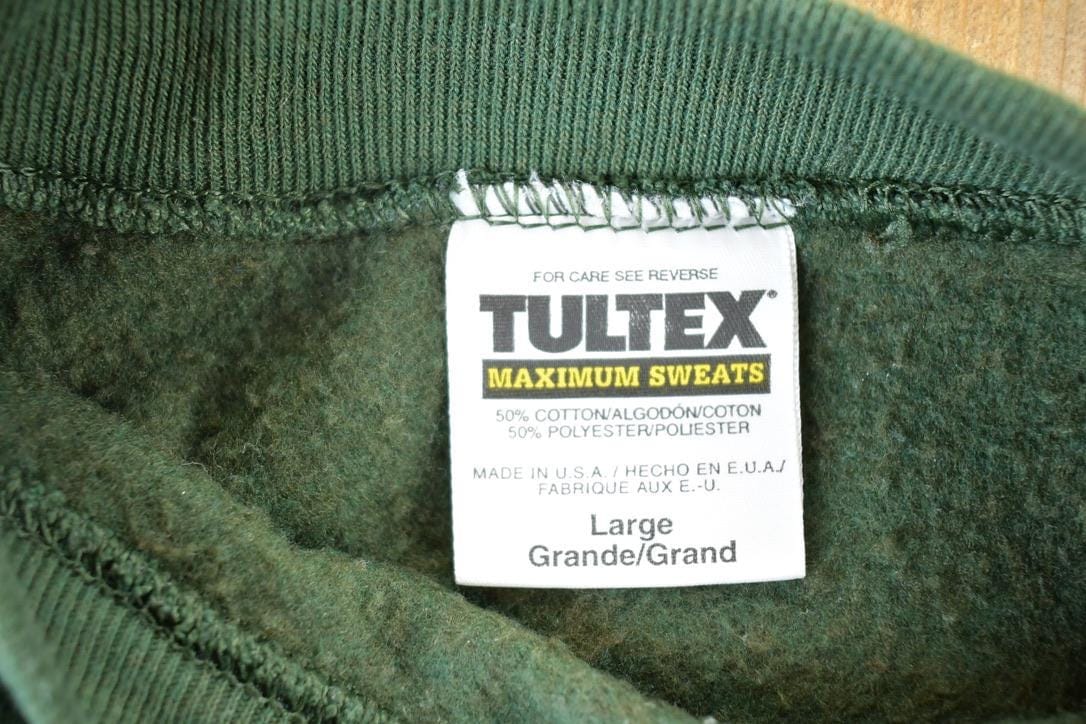 FOR CARE SEE REVERSE
TULTEX®
MAXIMUM SWEATS
50% COTTON/ALGODÓN/COTON
50% POLYESTER/POLIESTER
MADE IN U.S.A. / HECHO EN E.U.A./
FABRIQUE AUX E.-U.
Large
Grande/Grand